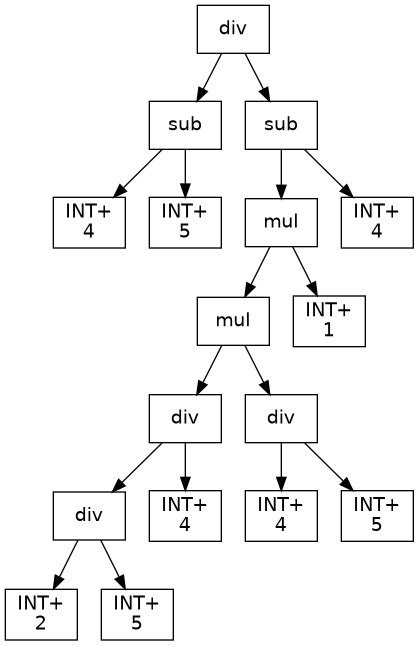 div
sub
sub
INT+
4
INT+
5
mul
INT+
4
mul
INT+
1
div
div
div
INT+
4
INT+
4
INT+
5
INT+
2
INT+
5